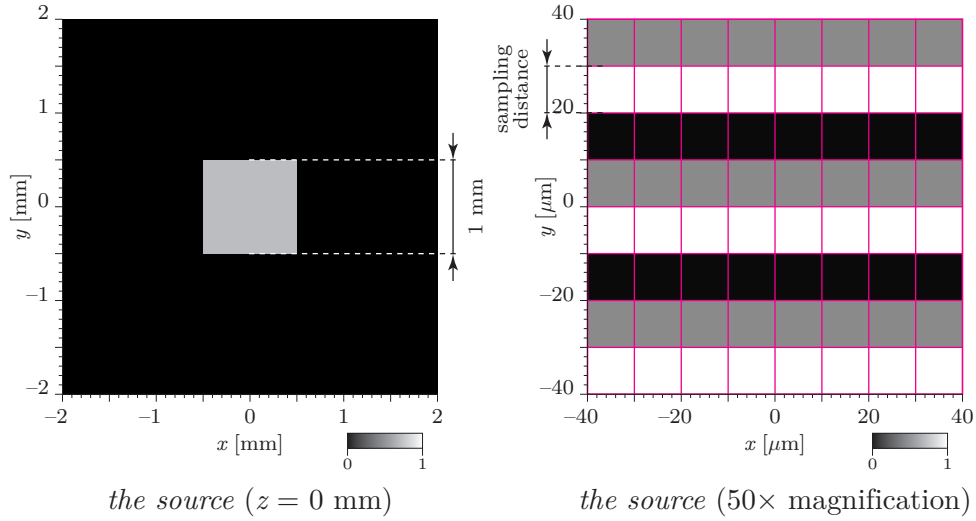 2
1
0
−1
−2
y [mm]
−2
−1
0
1
2
x [mm]
0
1
1 mm
the source (z = 0 mm)
40
20
0
−20
−40
y [μm]
sampling
distance
−40
−20
0
20
40
x [μm]
0
1
the source (50× magnification)